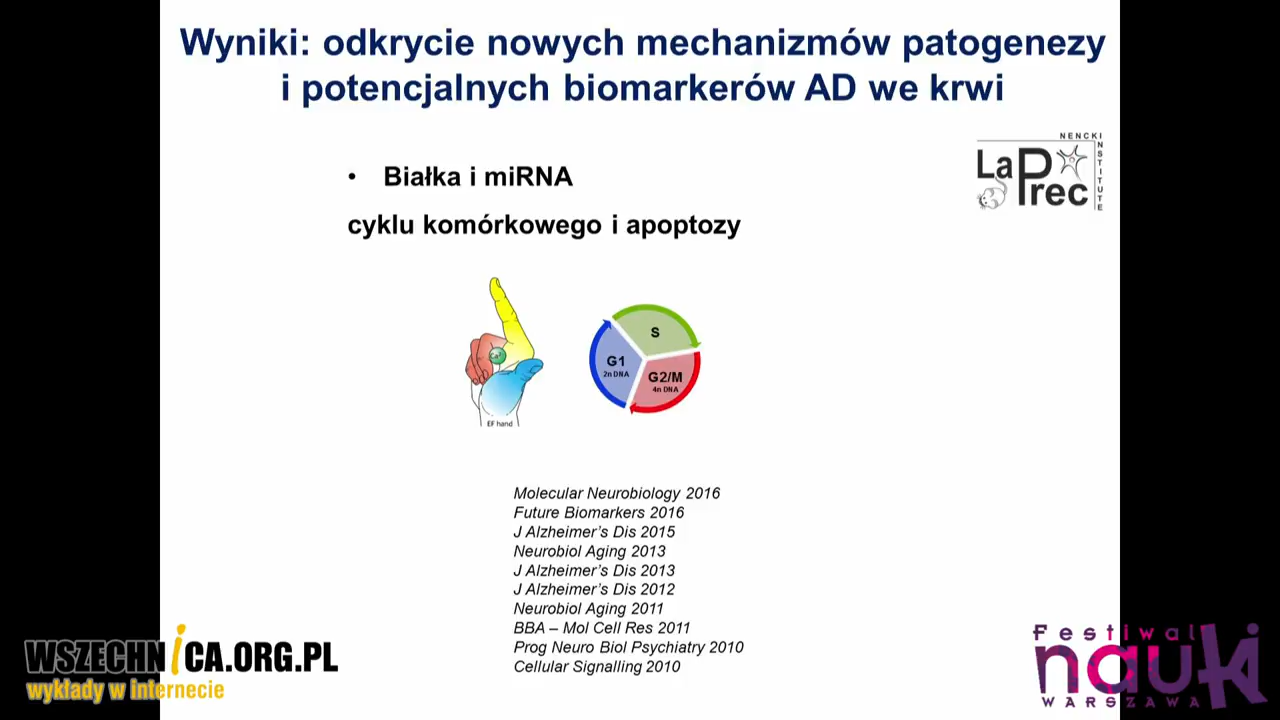 Wyniki: odkrycie nowych mechanizmów patogenezy
i potencjalnych biomarkerów AD we krwi
NENCKI
INSTITUTE
LaPrec
• Białka i miRNA
cyklu komórkowego i apoptozy
Ca²⁺
EF hand
S
G1
2n DNA
G2/M
4n DNA
Molecular Neurobiology 2016
Future Biomarkers 2016
J Alzheimer’s Dis 2015
Neurobiol Aging 2013
J Alzheimer’s Dis 2013
J Alzheimer’s Dis 2012
Neurobiol Aging 2011
BBA – Mol Cell Res 2011
Prog Neuro Biol Psychiatry 2010
Cellular Signalling 2010
WSZECHNiCA.ORG.PL
wykłady w internecie
Festiwal
nauki
WARSZAWA